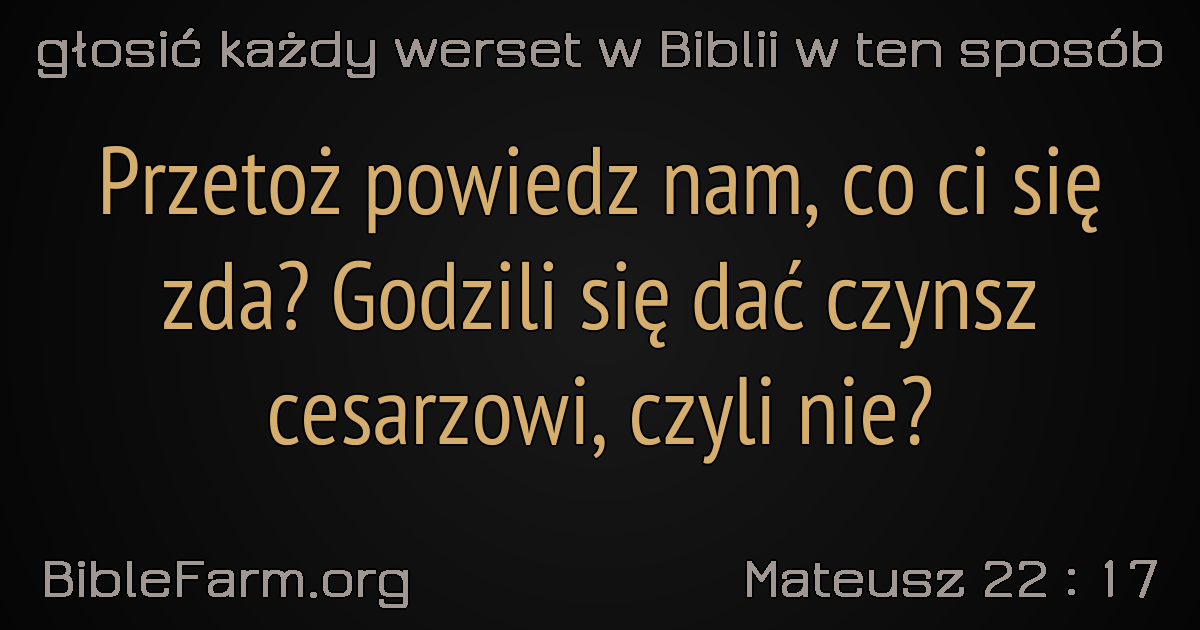 głosić każdy werset w Biblii w ten sposób
Przetoż powiedz nam, co ci się
zda? Godzili się dać czynsz
cesarzowi, czyli nie?
BibleFarm.org
Mateusz 22 : 17